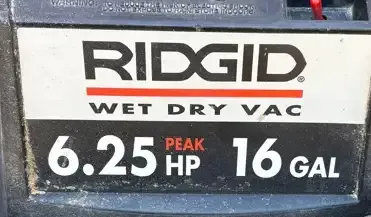 RIDGID
WET DRY VAC
6.25 PEAK HP 16 GAL